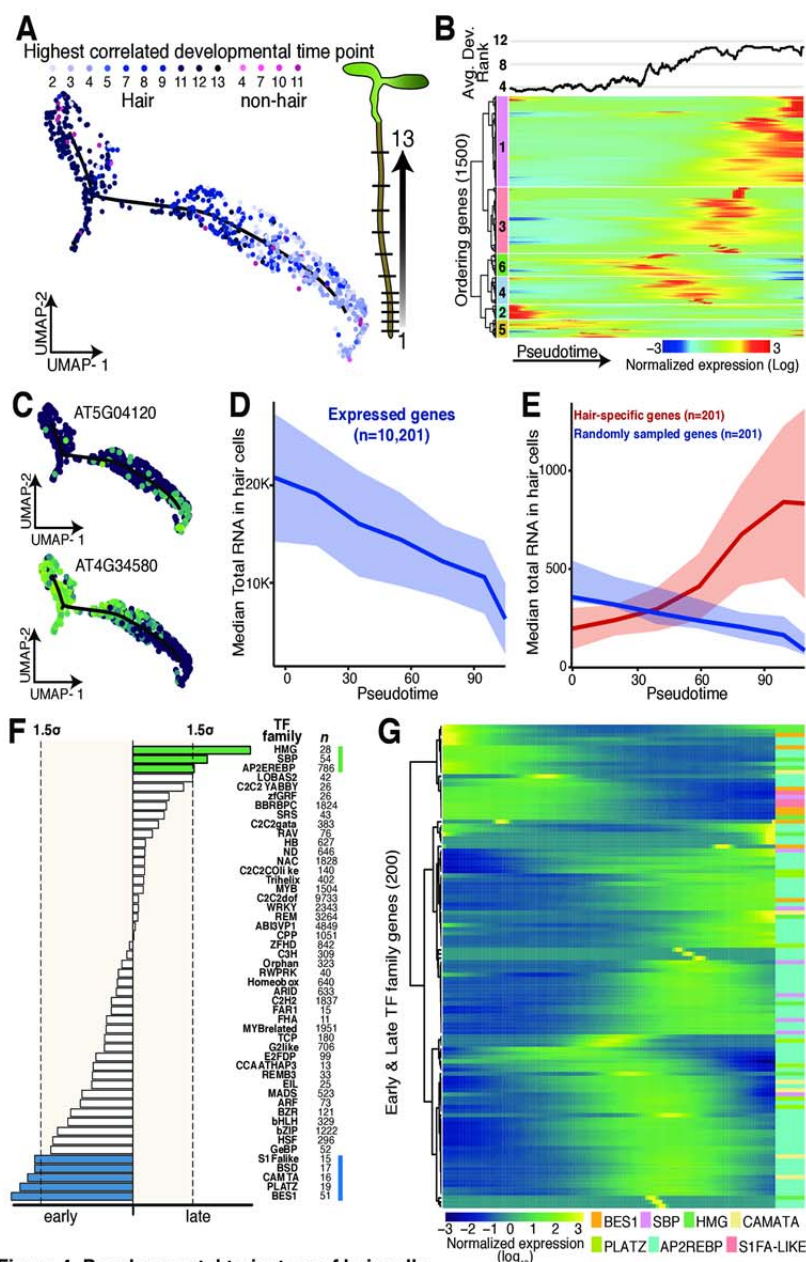 A
Highest correlated developmental time point
2 3 4 5 7 8 9 11 12 13 4 7 10 11
Hair non-hair
13
1
UMAP-2
UMAP- 1
B
Avg. Dev.
Rank
12
8
4
Ordering genes (1500)
1
3
6
4
2
5
Pseudotime
−3 3
Normalized expression (Log)
C
AT5G04120
UMAP-2
UMAP- 1
AT4G34580
UMAP-2
UMAP- 1
D
Expressed genes
(n=10,201)
Median Total RNA in hair cells
20K
10K
0 30 60 90
Pseudotime
E
Hair-specific genes (n=201)
Randomly sampled genes (n=201)
Median total RNA in hair cells
1000
500
0
0 30 60 90
Pseudotime
F
1.5σ 1.5σ
TF
family n
HMG 28
SBP 54
AP2EREBP 786
LOBAS2 42
C2C2 YABBY 26
zfGRF 26
BBRBPC 1824
SRS 43
C2C2gata 383
RAV 76
HB 627
ND 646
NAC 1828
C2C2COli ke 140
Trihelix 402
MYB 1504
C2C2dof 9733
WRKY 2343
REM 3264
ABI3VP1 4849
CPP 1051
ZFHD 842
C3H 309
Orphan 323
RWPRK 40
Homeobox 640
ARID 633
C2H2 1837
FAR1 15
FHA 11
MYBrelated 1951
TCP 180
G2like 706
E2FDP 99
CCAATHAP3 13
REMB3 33
EIL 25
MADS 523
ARF 73
BZR 121
bHLH 329
bZIP 1222
HSF 296
GeBP 52
S1Falike 15
BSD 17
CAMTA 16
PLATZ 19
BES1 51
early late
G
Early & Late TF family genes (200)
−3 −2 −1 0 1 2 3
Normalized expression
BES1 SBP HMG CAMATA
PLATZ AP2REBP S1FA-LIKE